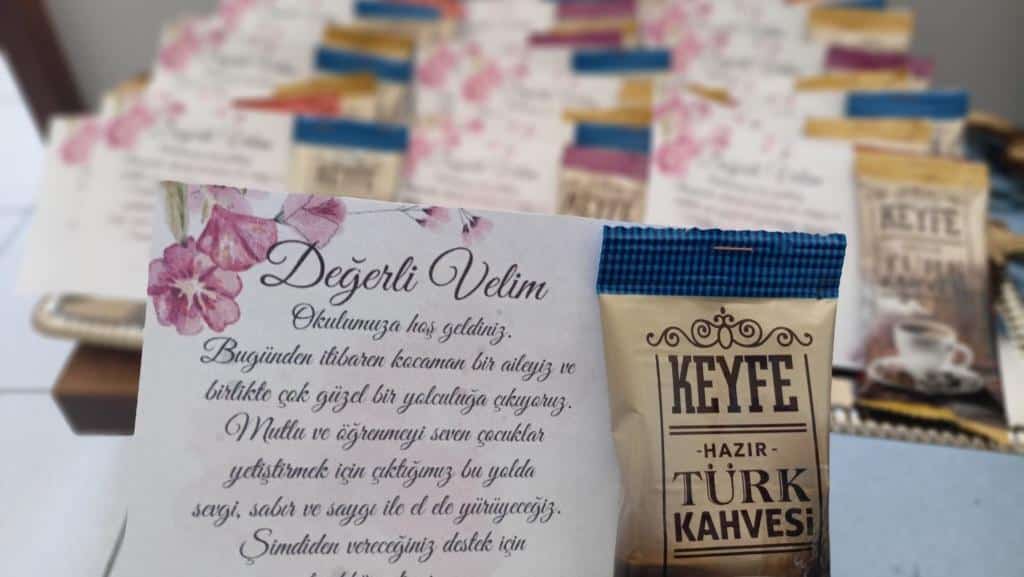 Değerli Velim
Okulumuza hoş geldiniz.
Bugünden itibaren kocaman bir aileyiz ve
birlikte çok güzel bir yolculuğa çıkıyoruz.
Mutlu ve öğrenmeyi seven çocuklar
yetiştirmek için çıktığımız bu yolda
sevgi, sabır ve saygı ile el ele yürüyeceğiz.
Şimdiden vereceğiniz destek için
KEYFE
-HAZIR-
TÜRK
KAHVESİ
KEYFE
KEYFE